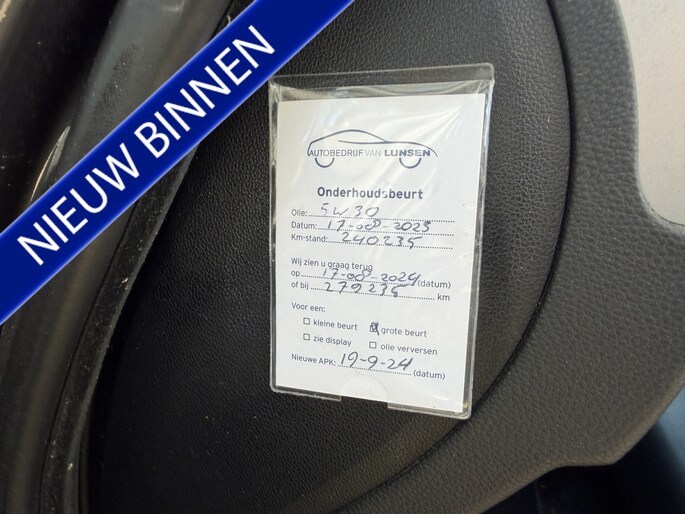 NIEUW BINNEN
AUTOBEDRIJF VAN LUNSEN
Onderhoudsbeurt
Olie: 5W30
Datum: 17-08-2023
Km-stand: 240235
Wij zien u graag terug
op 17-08-2024 (datum)
of bij 279235 km
Voor een:
kleine beurt grote beurt
zie display olie verversen
Nieuwe APK: 19-9-24 (datum)